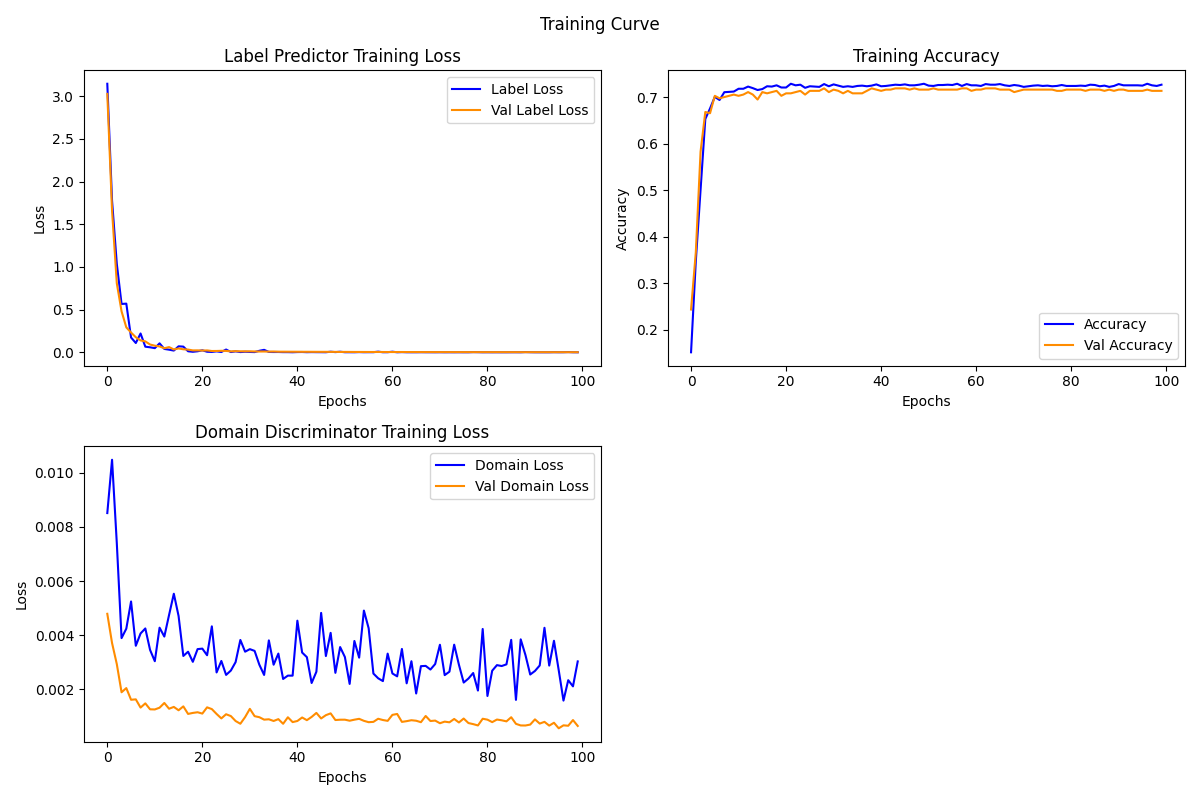 Training Curve
Label Predictor Training Loss
Loss
3.0
2.5
2.0
1.5
1.0
0.5
0.0
Label Loss
Val Label Loss
0 20 40 60 80 100
Epochs
Training Accuracy
Accuracy
0.7
0.6
0.5
0.4
0.3
0.2
Accuracy
Val Accuracy
0 20 40 60 80 100
Epochs
Domain Discriminator Training Loss
Loss
0.010
0.008
0.006
0.004
0.002
Domain Loss
Val Domain Loss
0 20 40 60 80 100
Epochs